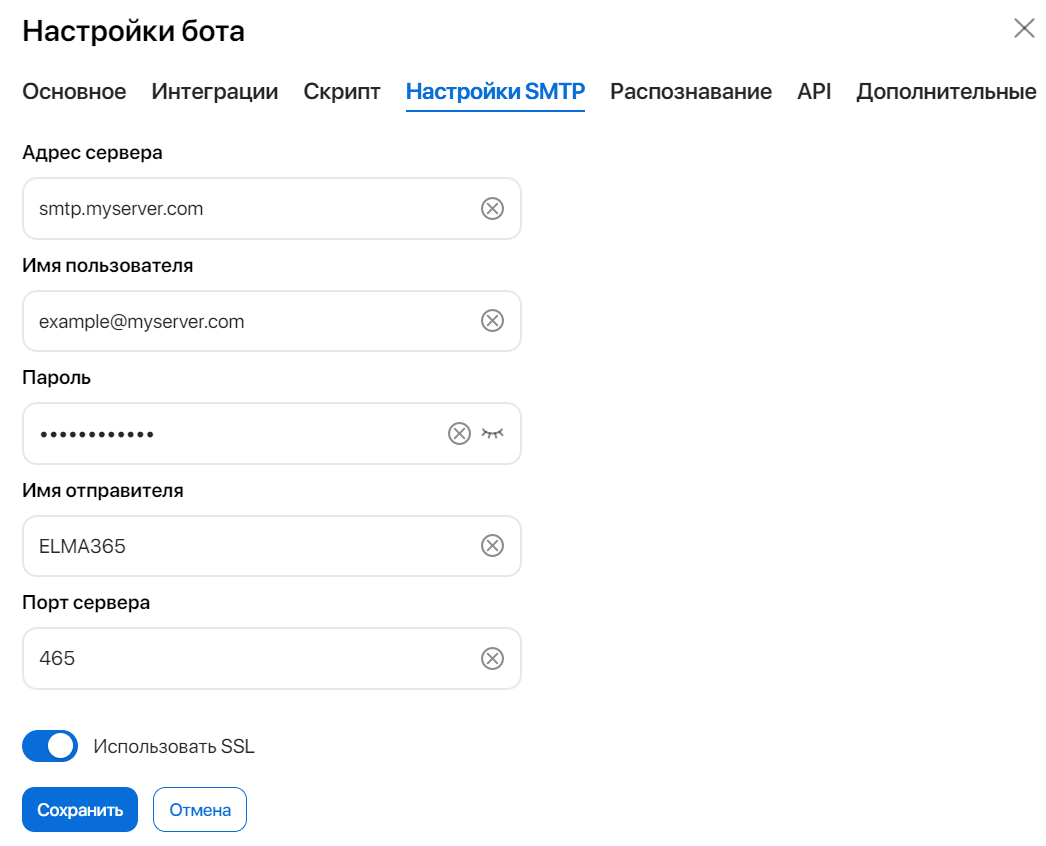 Настройки бота
Основное Интеграции Скрипт Настройки SMTP Распознавание API Дополнительные
Адрес сервера
smtp.myserver.com
Имя пользователя
example@myserver.com
Пароль
••••••••••••
Имя отправителя
ELMA365
Порт сервера
465
Использовать SSL
Сохранить Отмена